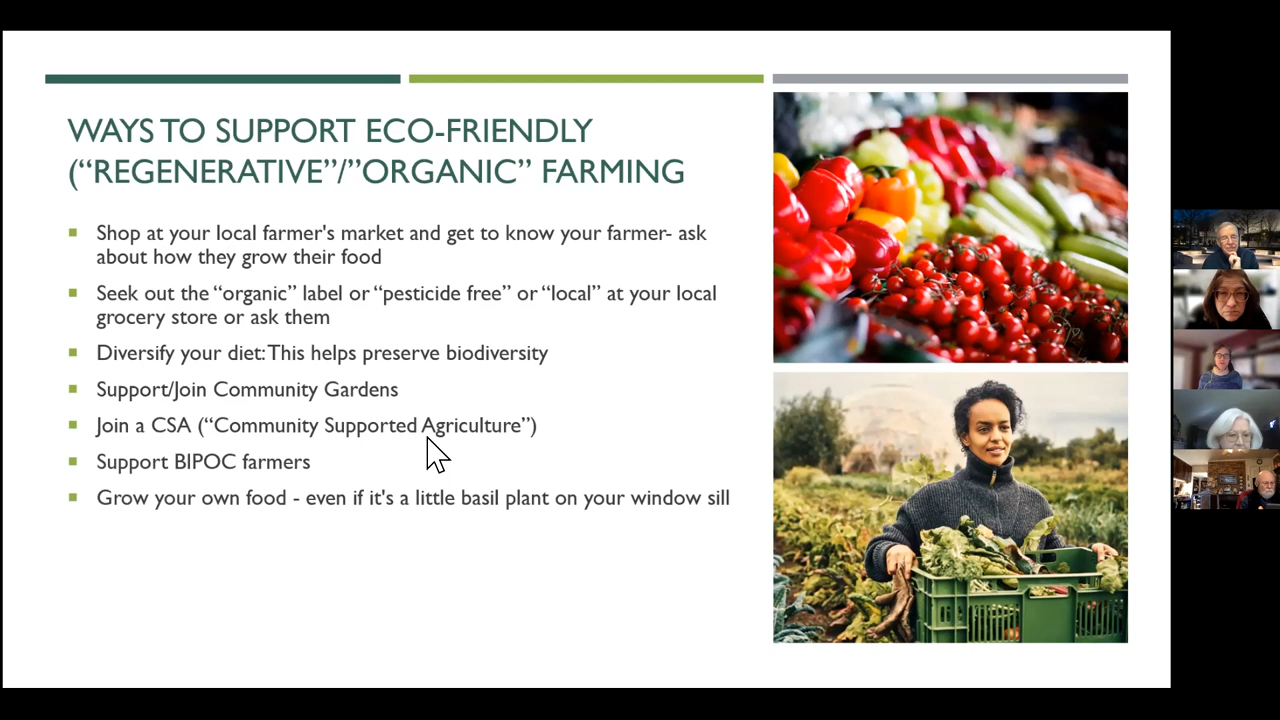 WAYS TO SUPPORT ECO-FRIENDLY
(“REGENERATIVE”/”ORGANIC” FARMING
Shop at your local farmer's market and get to know your farmer- ask
about how they grow their food
Seek out the “organic” label or “pesticide free” or “local” at your local
grocery store or ask them
Diversify your diet: This helps preserve biodiversity
Support/Join Community Gardens
Join a CSA (“Community Supported Agriculture”)
Support BIPOC farmers
Grow your own food - even if it's a little basil plant on your window sill